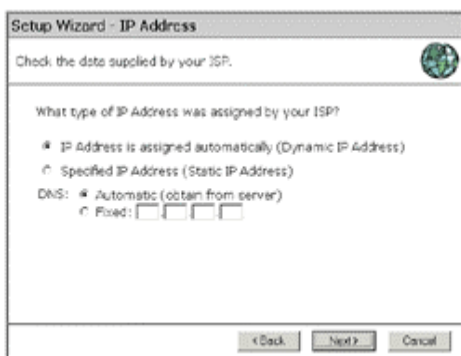 Setup Wizard - IP Address
Check the data supplied by your ISP.
What type of IP Address was assigned by your ISP?
IP Address is assigned automatically (Dynamic IP Address)
Specified IP Address (Static IP Address)
DNS: Automatic (obtain from server)
Fixed: . . .
< Back Next > Cancel